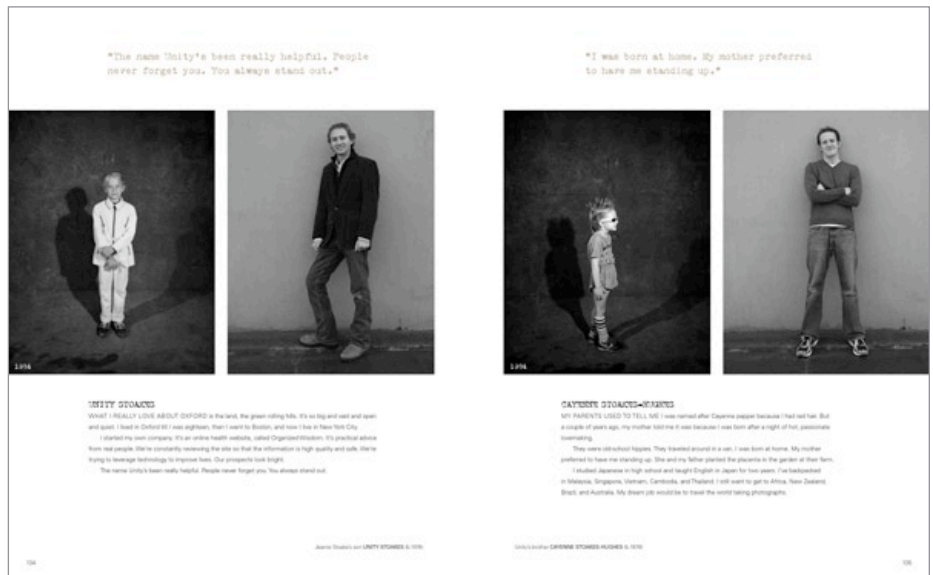 "The name Unity's been really helpful. People
never forget you. You always stand out."
1984
UNITY STOAKES
WHAT I REALLY LOVE ABOUT OXFORD is the land, the green rolling hills. It's so big and vast and open
and quiet. I lived in Oxford till I was eighteen, then I went to Boston, and now I live in New York City.
I started my own company. It's an online health website, called Organized Wisdom. It's practical advice
from real people. We're constantly reviewing the site so that the information is high quality and safe. We're
trying to leverage technology to improve lives. Our prospects look bright.
The name Unity's been really helpful. People never forget you. You always stand out.
Jeanne Stoakes's son UNITY STOAKES
"I was born at home. My mother preferred
to have me standing up."
1984
CAYENNE STOAKES-HUGHES
MY PARENTS USED TO TELL ME I was named after Cayenne pepper because I had red hair. But
a couple of years ago, my mother told me it was because I was born after a night of hot, passionate
lovemaking.
They were old-school hippies. They traveled around in a van. I was born at home. My mother
preferred to have me standing up. She and my father planted the placenta in the garden at their farm.
I studied Japanese in high school and taught English in Japan for two years. I've backpacked
in Malaysia, Singapore, Vietnam, Cambodia, and Thailand. I still want to get to Africa, New Zealand,
Brazil, and Australia. My dream job would be to travel the world taking photographs.
Unity's brother CAYENNE STOAKES-HUGHES